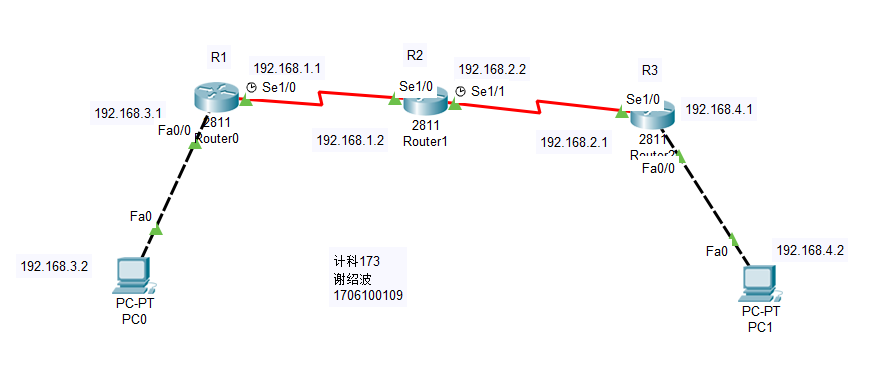 R1
192.168.1.1
Se1/0
192.168.3.1
Fa0/0
2811
Router0
R2
Se1/0
192.168.2.2
Se1/1
192.168.1.2
2811
Router1
R3
Se1/0
192.168.4.1
192.168.2.1
2811
Fa0/0
Fa0
192.168.3.2
PC-PT
PC0
计科173
谢绍波
1706100109
Fa0
192.168.4.2
PC-PT
PC1